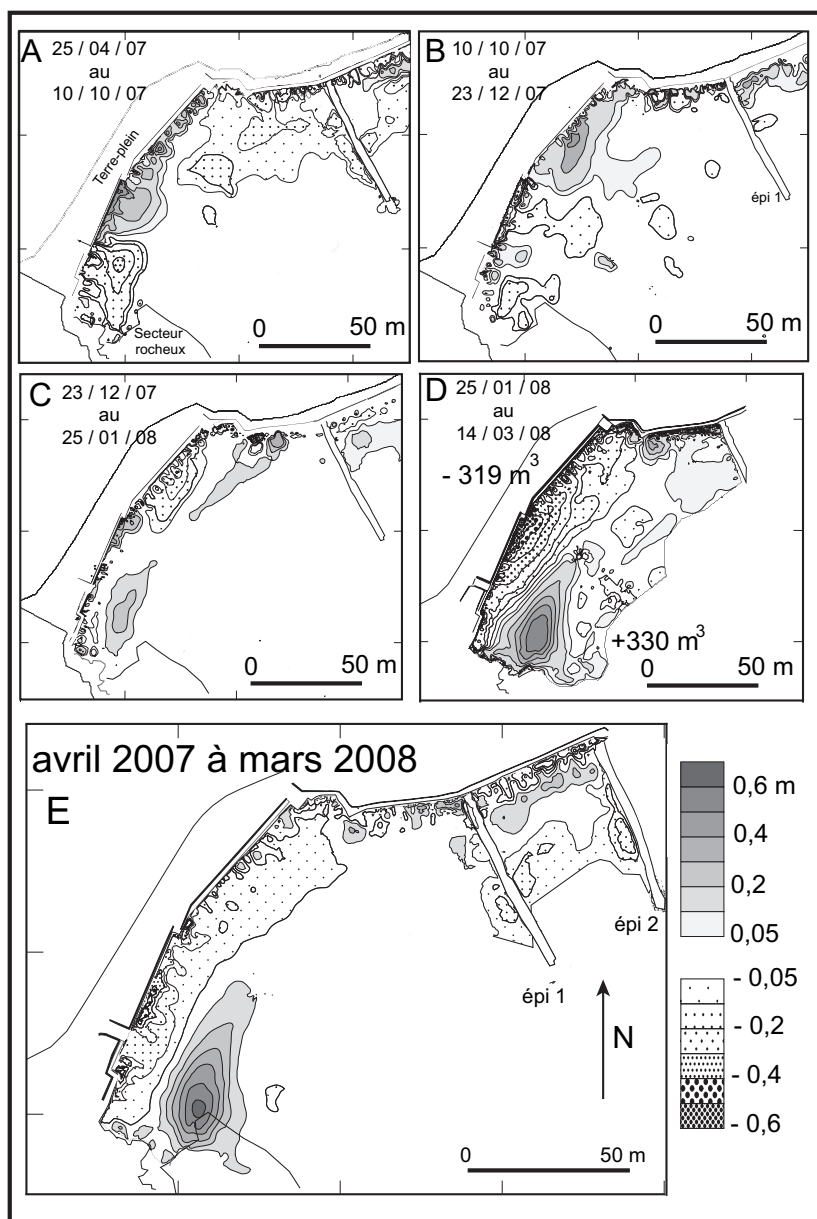 A
25 / 04 / 07
au
10 / 10 / 07
Terre-plein
Secteur
rocheux
0 50 m
B
10 / 10 / 07
au
23 / 12 / 07
épi 1
0 50 m
C
23 / 12 / 07
au
25 / 01 / 08
0 50 m
D
25 / 01 / 08
au
14 / 03 / 08
- 319 m³
+330 m³
0 50 m
avril 2007 à mars 2008
E
épi 1
épi 2
N
0 50 m
0,6 m
0,4
0,2
0,05
- 0,05
- 0,2
- 0,4
- 0,6